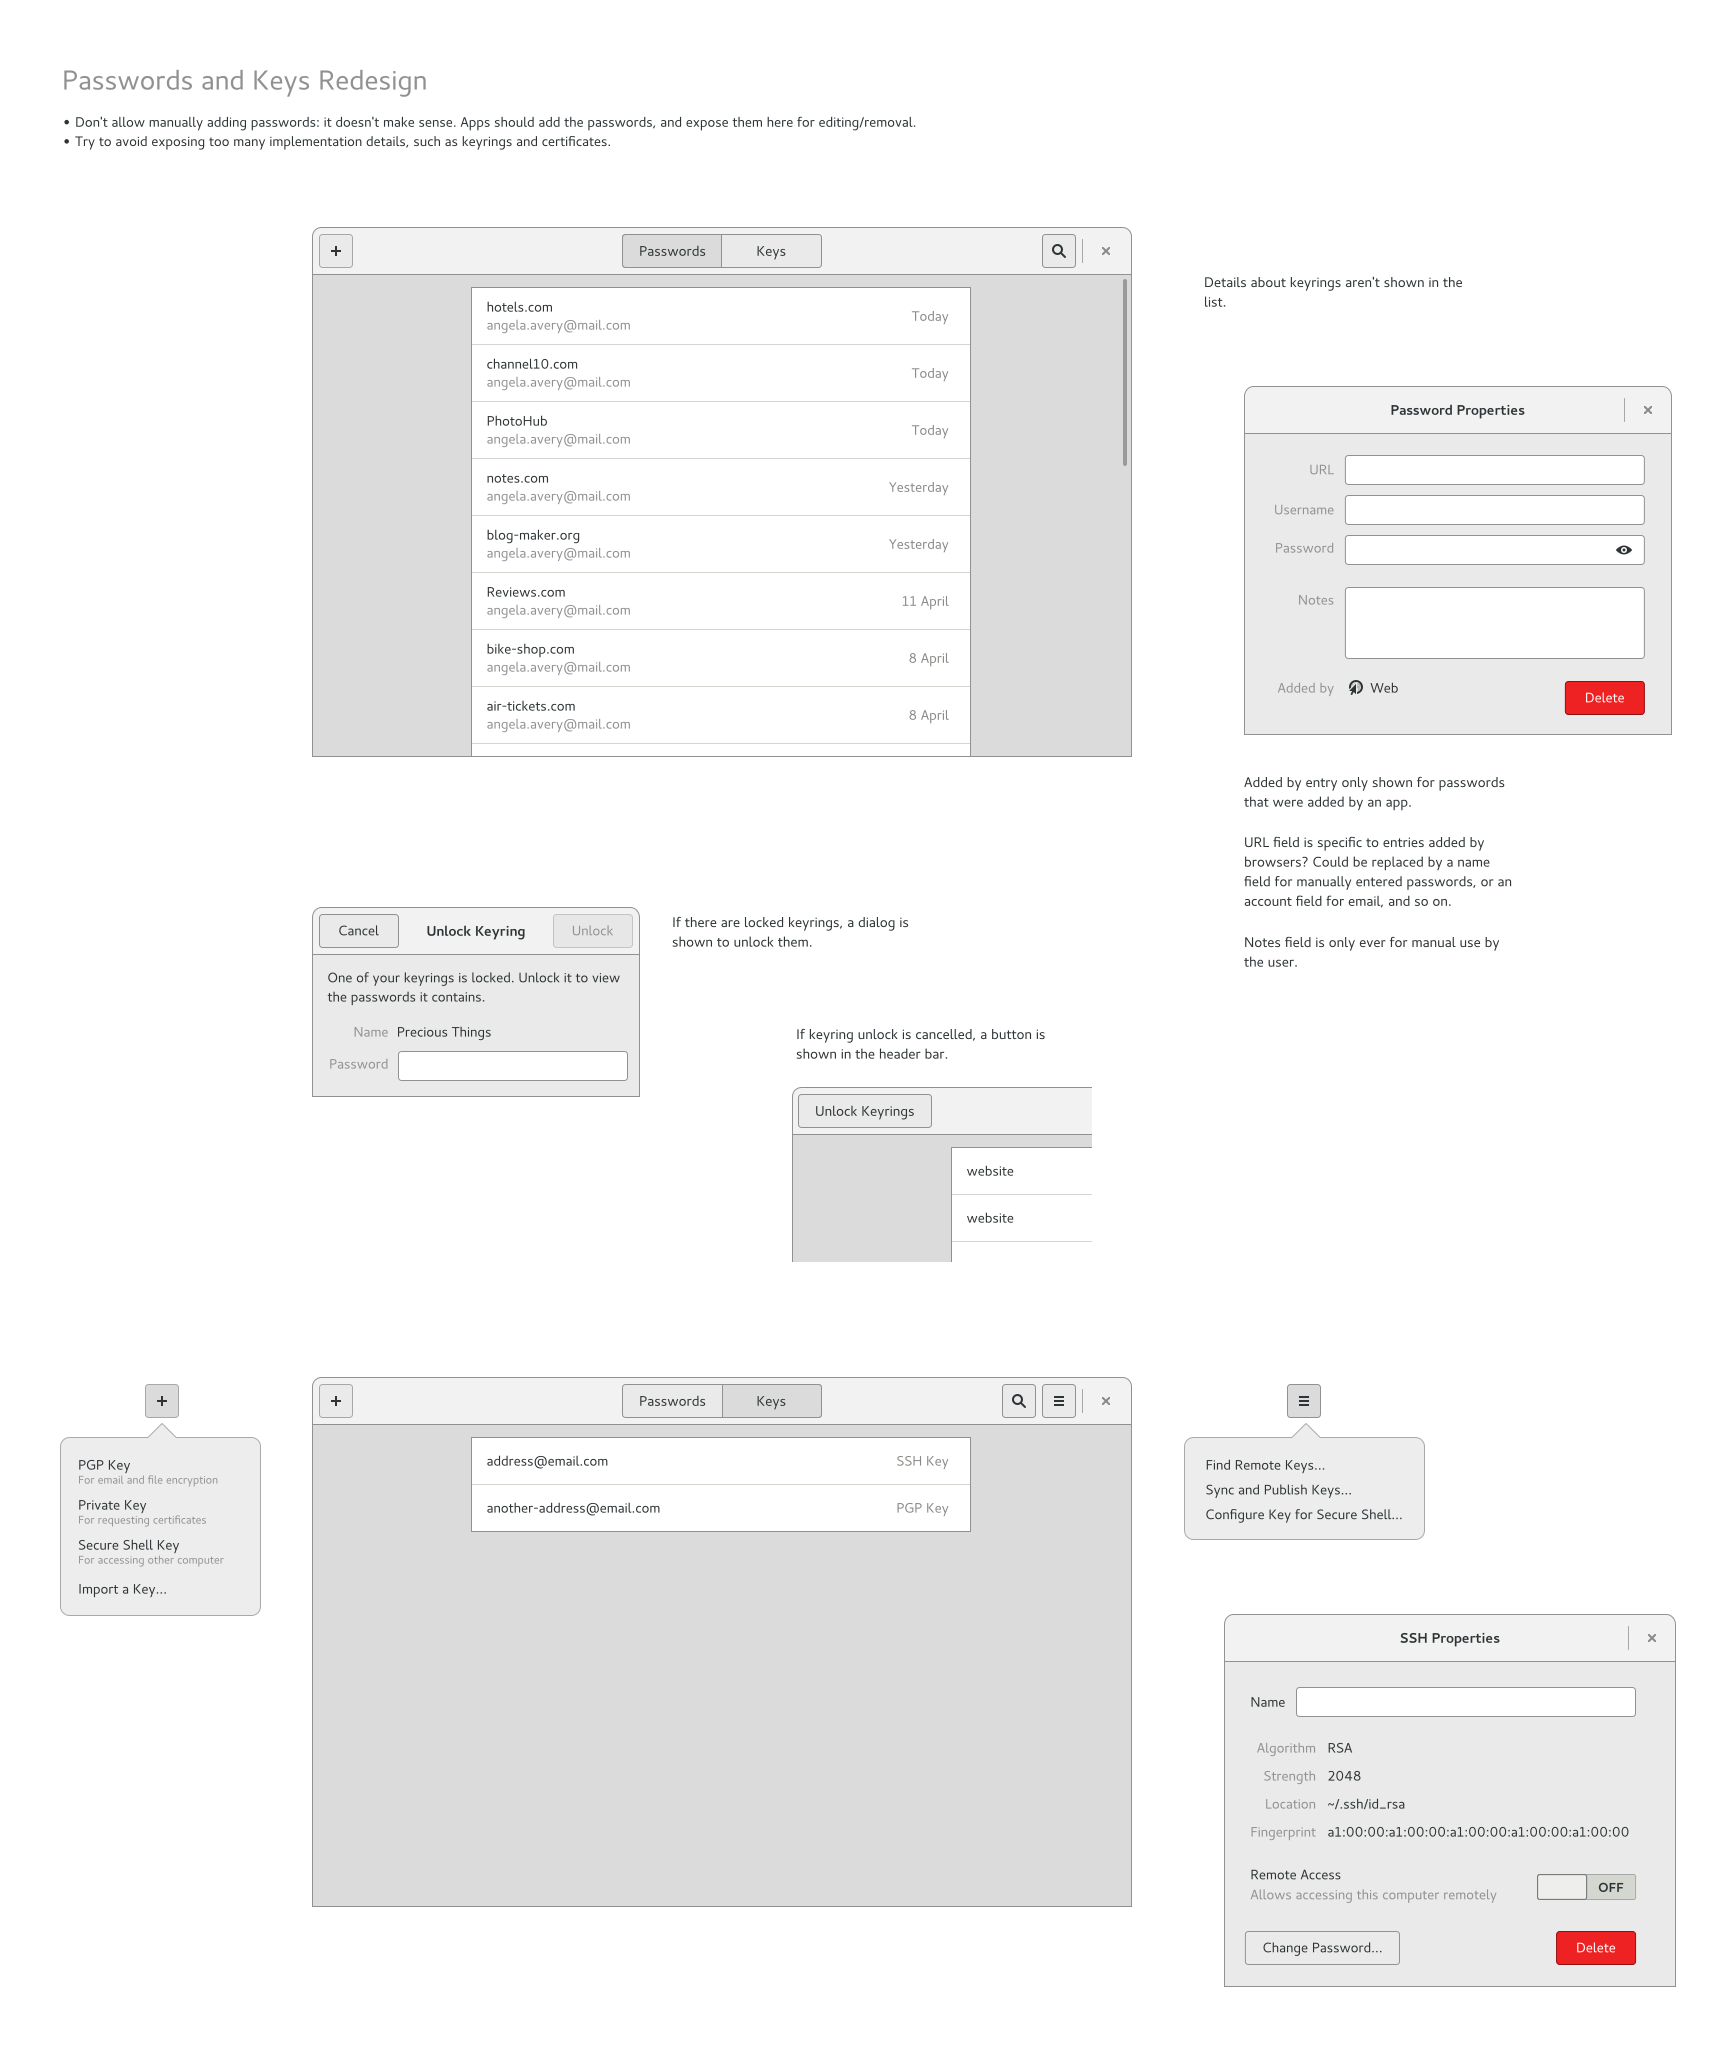 Passwords and Keys Redesign
• Don't allow manually adding passwords: it doesn't make sense. Apps should add the passwords, and expose them here for editing/removal.
• Try to avoid exposing too many implementation details, such as keyrings and certificates.
Passwords
Keys
hotels.com
angela.avery@mail.com
Today
channel10.com
angela.avery@mail.com
Today
PhotoHub
angela.avery@mail.com
Today
notes.com
angela.avery@mail.com
Yesterday
blog-maker.org
angela.avery@mail.com
Yesterday
Reviews.com
angela.avery@mail.com
11 April
bike-shop.com
angela.avery@mail.com
8 April
air-tickets.com
angela.avery@mail.com
8 April
Details about keyrings aren't shown in the
list.
Password Properties
URL
Username
Password
Notes
Added by Web
Delete
Added by entry only shown for passwords
that were added by an app.
URL field is specific to entries added by
browsers? Could be replaced by a name
field for manually entered passwords, or an
account field for email, and so on.
Notes field is only ever for manual use by
the user.
Cancel
Unlock Keyring
Unlock
One of your keyrings is locked. Unlock it to view
the passwords it contains.
Name Precious Things
Password
If there are locked keyrings, a dialog is
shown to unlock them.
If keyring unlock is cancelled, a button is
shown in the header bar.
Unlock Keyrings
website
website
PGP Key
For email and file encryption
Private Key
For requesting certificates
Secure Shell Key
For accessing other computer
Import a Key...
Passwords
Keys
address@email.com
SSH Key
another-address@email.com
PGP Key
Find Remote Keys...
Sync and Publish Keys...
Configure Key for Secure Shell...
SSH Properties
Name
Algorithm RSA
Strength 2048
Location ~/.ssh/id_rsa
Fingerprint a1:00:00:a1:00:00:a1:00:00:a1:00:00:a1:00:00
Remote Access
Allows accessing this computer remotely
OFF
Change Password...
Delete